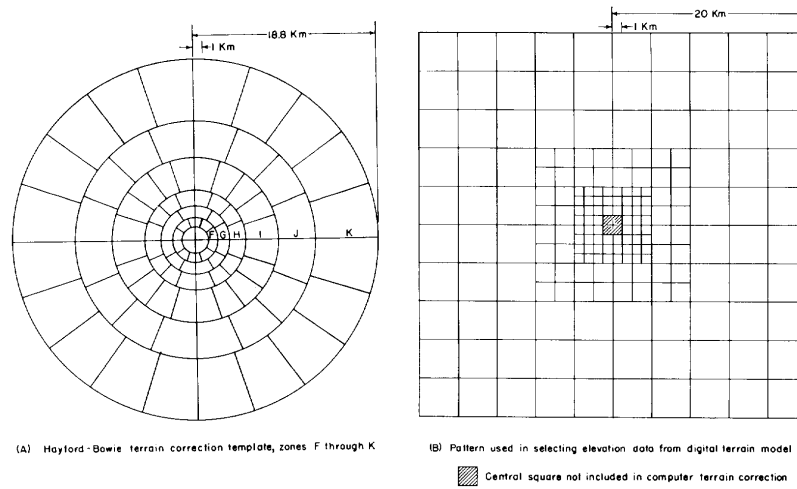 18.8 Km
1 Km
F G H I J K
20 Km
1 Km
(A) Hayford-Bowie terrain correction template, zones F through K
(B) Pattern used in selecting elevation data from digital terrain model
Central square not included in computer terrain correction